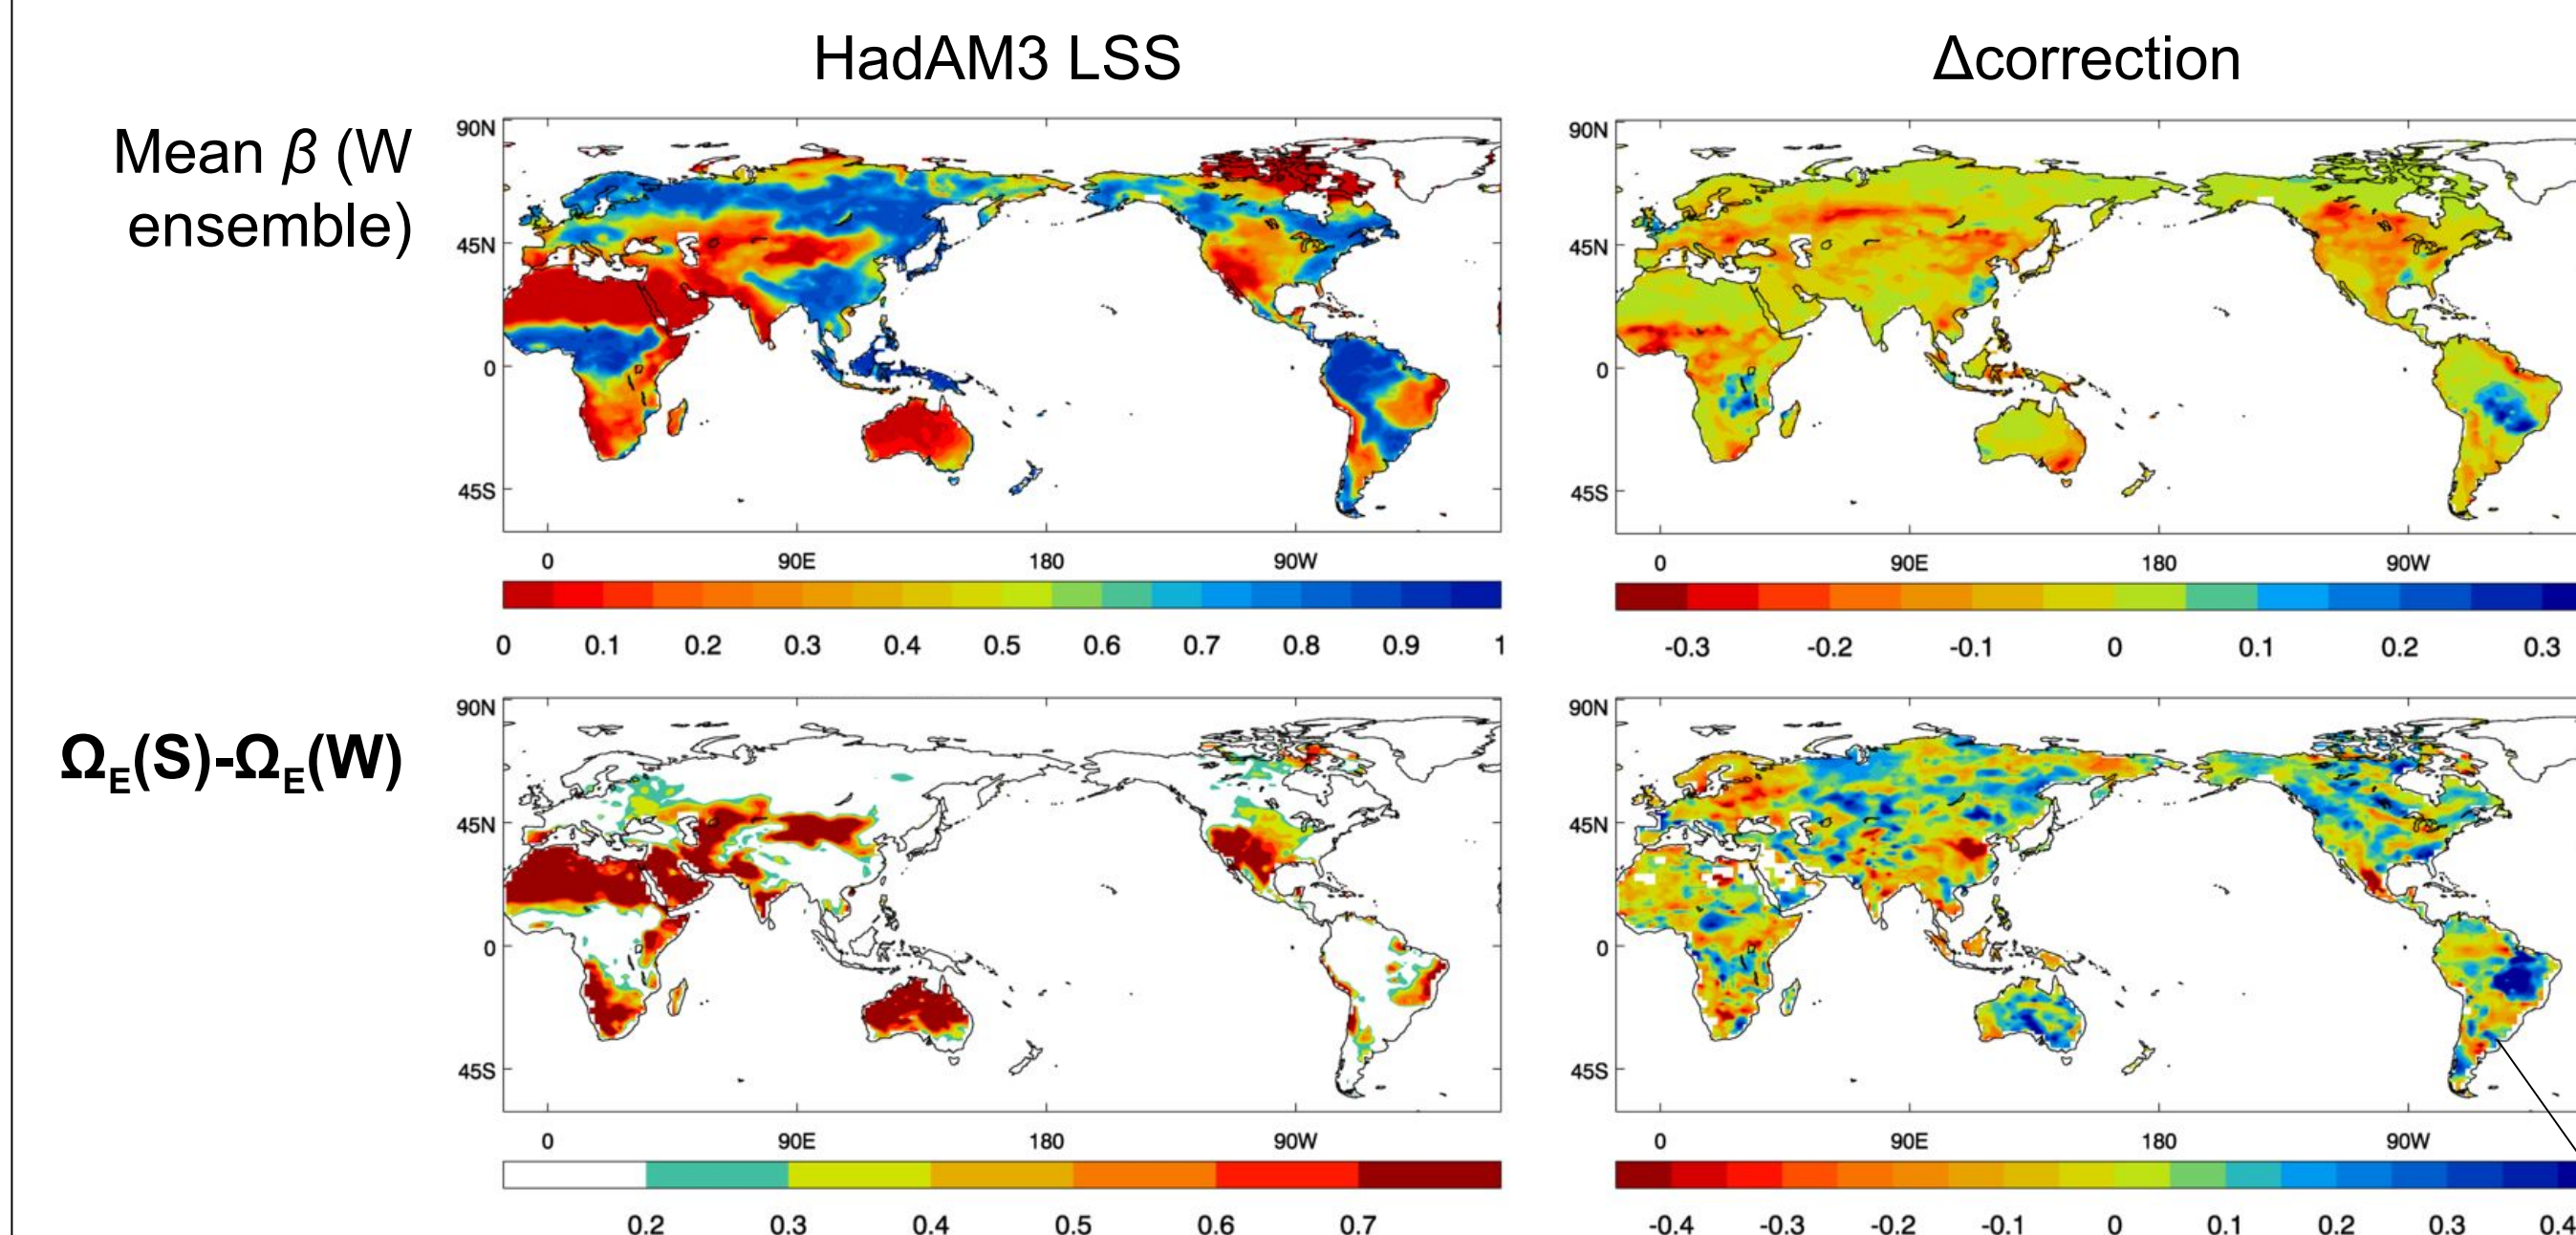 HadAM3 LSS
Δcorrection
Mean β (W
ensemble)
90N
45N
0
45S
0 90E 180 90W
0 0.1 0.2 0.3 0.4 0.5 0.6 0.7 0.8 0.9 1
90N
45N
0
45S
0 90E 180 90W
-0.3 -0.2 -0.1 0 0.1 0.2 0.3
Ω_E(S)-Ω_E(W)
90N
45N
0
45S
0 90E 180 90W
0.2 0.3 0.4 0.5 0.6 0.7
90N
45N
0
45S
0 90E 180 90W
-0.4 -0.3 -0.2 -0.1 0 0.1 0.2 0.3 0.4